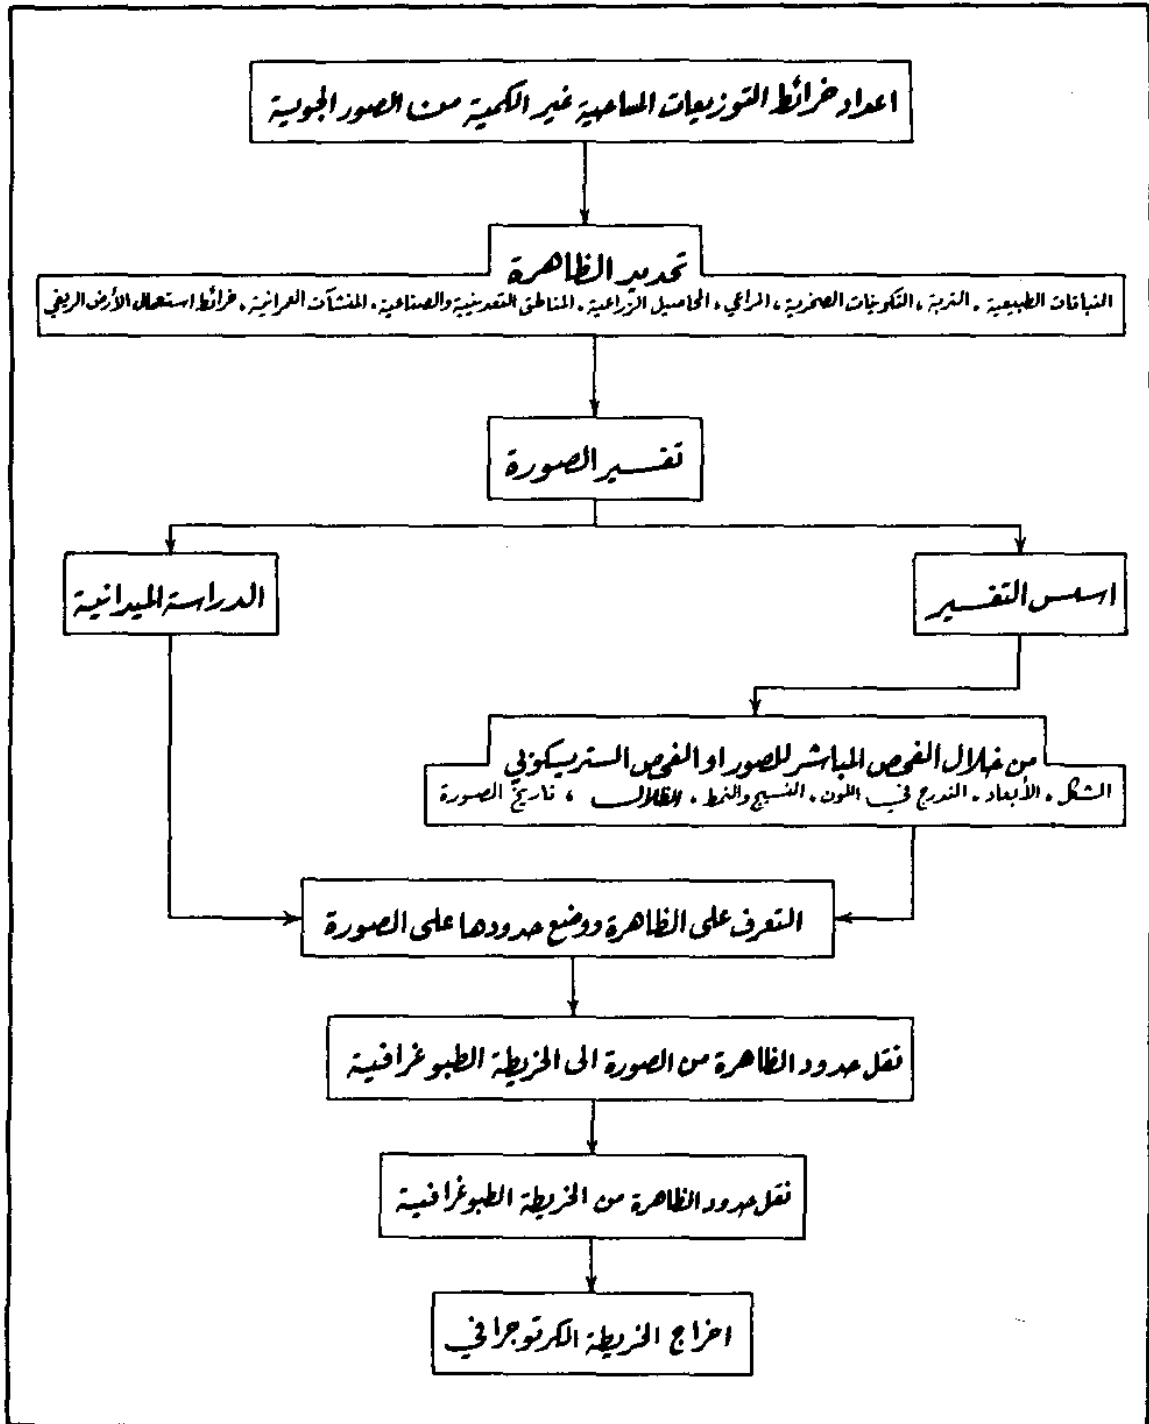 اعداد خرائط التوزيعات المساحية غير الكمية من الصور الجوية
تحديد الظاهرة
النباتات الطبيعية ، التربة ، التكوينات الصخرية ، المراعي ، المحاصيل الزراعية ، المناطق التعدينية والصناعية ، المنشآت العمرانية ، خرائط استعمال الأرض الريفي
تفسير الصورة
اسس التفسير
الدراسة الميدانية
من خلال الفحص المباشر للصور او الفحص الستريسكوبي
الشكل ، الأبعاد ، التدرج في اللون ، النسيج والنمط ، الظلال ، تاريخ الصورة
التعرف على الظاهرة ووضع حدودها على الصورة
نقل حدود الظاهرة من الصورة الى الخريطة الطبوغرافية
نقل حدود الظاهرة من الخريطة الطبوغرافية
اخراج الخريطة الكرتوجرافي